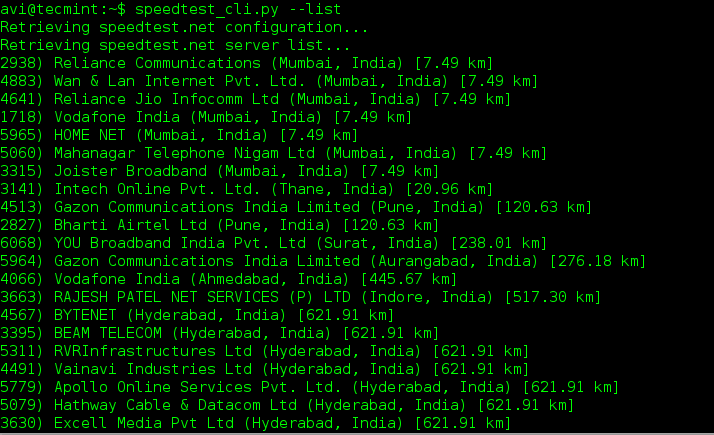 avi@tecmint:~$ speedtest_cli.py --list
Retrieving speedtest.net configuration...
Retrieving speedtest.net server list...
2938) Reliance Communications (Mumbai, India) [7.49 km]
4883) Wan & Lan Internet Pvt. Ltd. (Mumbai, India) [7.49 km]
4641) Reliance Jio Infocomm Ltd (Mumbai, India) [7.49 km]
1718) Vodafone India (Mumbai, India) [7.49 km]
5965) HOME NET (Mumbai, India) [7.49 km]
5060) Mahanagar Telephone Nigam Ltd (Mumbai, India) [7.49 km]
3315) Joister Broadband (Mumbai, India) [7.49 km]
3141) Intech Online Pvt. Ltd. (Thane, India) [20.96 km]
4513) Gazon Communications India Limited (Pune, India) [120.63 km]
2827) Bharti Airtel Ltd (Pune, India) [120.63 km]
6068) YOU Broadband India Pvt. Ltd (Surat, India) [238.01 km]
5964) Gazon Communications India Limited (Aurangabad, India) [276.18 km]
4066) Vodafone India (Ahmedabad, India) [445.67 km]
3663) RAJESH PATEL NET SERVICES (P) LTD (Indore, India) [517.30 km]
4567) BYTENET (Hyderabad, India) [621.91 km]
3395) BEAM TELECOM (Hyderabad, India) [621.91 km]
5311) RVRInfrastructures Ltd (Hyderabad, India) [621.91 km]
4491) Vainavi Industries Ltd (Hyderabad, India) [621.91 km]
5779) Apollo Online Services Pvt. Ltd. (Hyderabad, India) [621.91 km]
5079) Hathway Cable & Datacom Ltd (Hyderabad, India) [621.91 km]
3630) Excell Media Pvt Ltd (Hyderabad, India) [621.91 km]